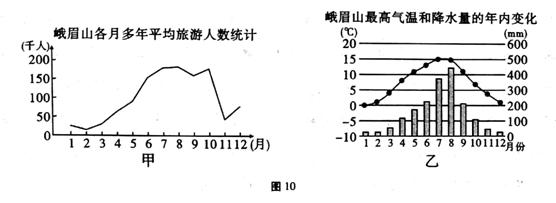 峨眉山各月多年平均旅游人数统计
(千人)
200
150
100
50
0
1 2 3 4 5 6 7 8 9 10 11 12 (月)
甲
峨眉山最高气温和降水量的年内变化
(℃) (mm)
20 600
15 500
10 400
5 300
0 200
-5 100
-10 0
1 2 3 4 5 6 7 8 9 10 11 12 月份
乙
图10